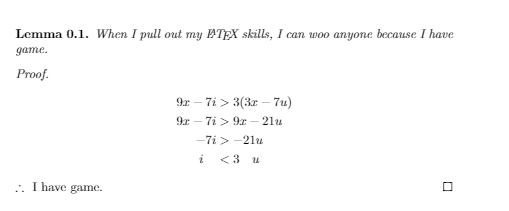 Lemma 0.1. When I pull out my LATEX skills, I can woo anyone because I have
game.
Proof.
9x − 7i > 3(3x − 7u)
9x − 7i > 9x − 21u
−7i > −21u
i < 3 u
∴ I have game. □